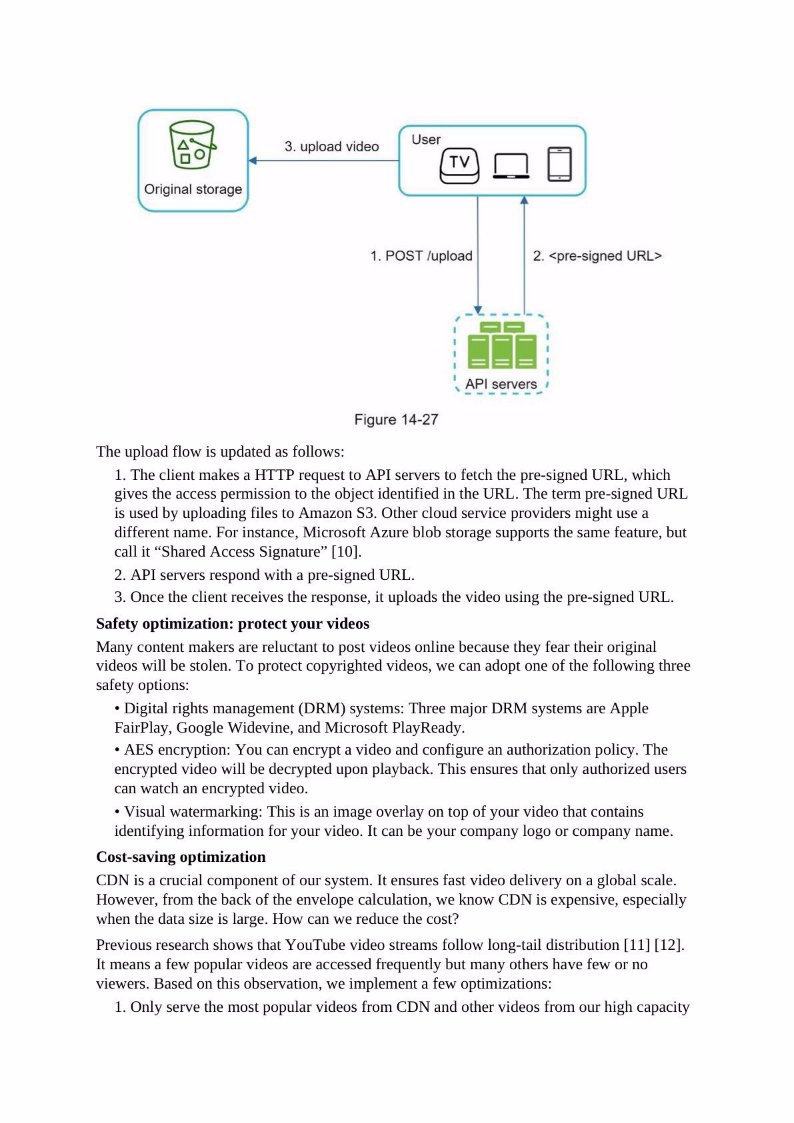 3. upload video
User
TV
Original storage
1. POST /upload
2. <pre-signed URL>
API servers
Figure 14-27
The upload flow is updated as follows:
1. The client makes a HTTP request to API servers to fetch the pre-signed URL, which
gives the access permission to the object identified in the URL. The term pre-signed URL
is used by uploading files to Amazon S3. Other cloud service providers might use a
different name. For instance, Microsoft Azure blob storage supports the same feature, but
call it “Shared Access Signature” [10].
2. API servers respond with a pre-signed URL.
3. Once the client receives the response, it uploads the video using the pre-signed URL.
Safety optimization: protect your videos
Many content makers are reluctant to post videos online because they fear their original
videos will be stolen. To protect copyrighted videos, we can adopt one of the following three
safety options:
• Digital rights management (DRM) systems: Three major DRM systems are Apple
FairPlay, Google Widevine, and Microsoft PlayReady.
• AES encryption: You can encrypt a video and configure an authorization policy. The
encrypted video will be decrypted upon playback. This ensures that only authorized users
can watch an encrypted video.
• Visual watermarking: This is an image overlay on top of your video that contains
identifying information for your video. It can be your company logo or company name.
Cost-saving optimization
CDN is a crucial component of our system. It ensures fast video delivery on a global scale.
However, from the back of the envelope calculation, we know CDN is expensive, especially
when the data size is large. How can we reduce the cost?
Previous research shows that YouTube video streams follow long-tail distribution [11] [12].
It means a few popular videos are accessed frequently but many others have few or no
viewers. Based on this observation, we implement a few optimizations:
1. Only serve the most popular videos from CDN and other videos from our high capacity